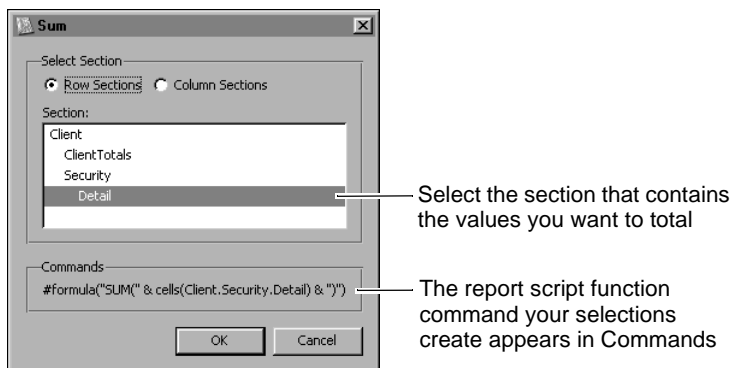 Sum
Select Section
Row Sections Column Sections
Section:
Client
ClientTotals
Security
Detail
Select the section that contains
the values you want to total
Commands
#formula("SUM(" & cells(Client.Security.Detail) & ")")
The report script function
command your selections
create appears in Commands
OK Cancel